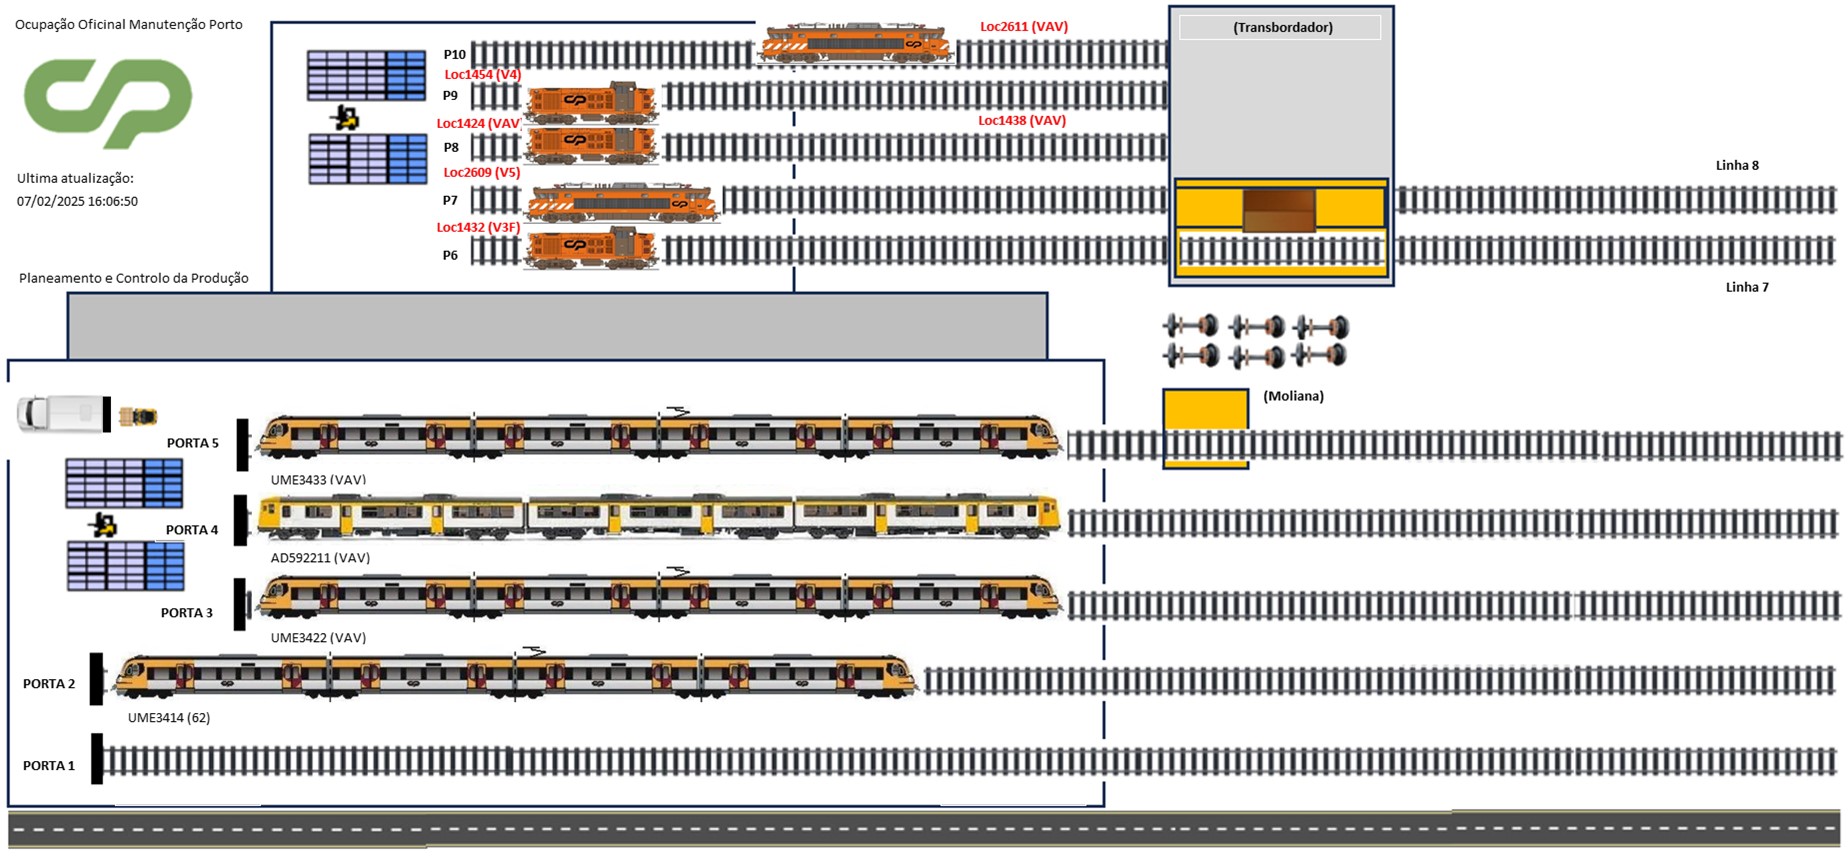 Ocupação Oficinal Manutenção Porto
Loc2611 (VAV)
(Transbordador)
P10
Loc1454 (V4)
P9
Loc1424 (VAV)
Loc1438 (VAV)
P8
Linha 8
Loc2609 (V5)
Ultima atualização:
07/02/2025 16:06:50
P7
Loc1432 (V3F)
P6
Planeamento e Controlo da Produção
Linha 7
(Moliana)
PORTA 5
UME3433 (VAV)
PORTA 4
AD592211 (VAV)
PORTA 3
UME3422 (VAV)
PORTA 2
UME3414 (62)
PORTA 1